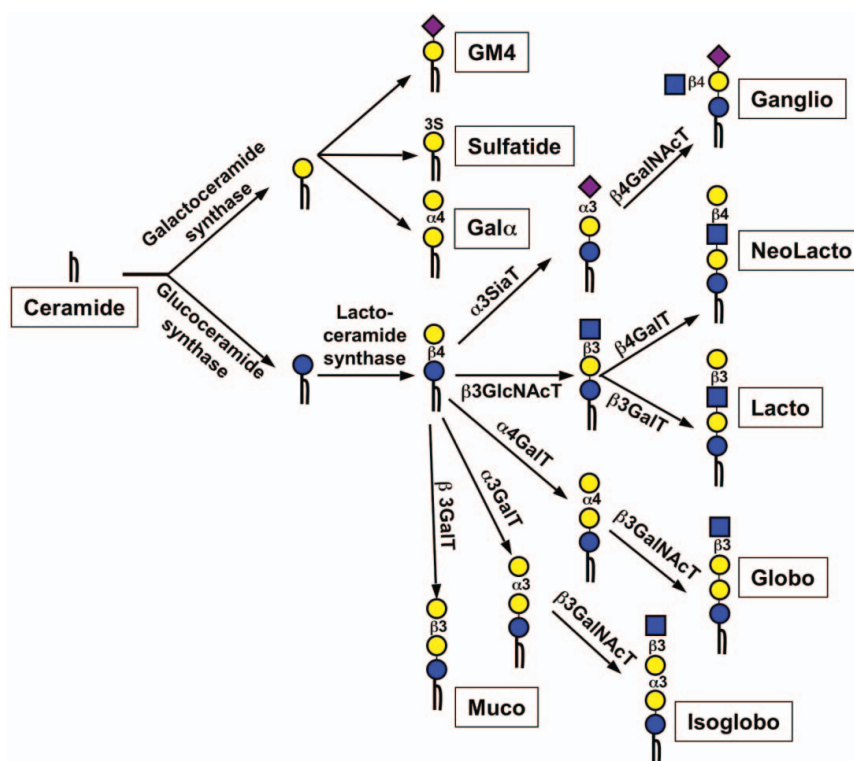 GM4
3S
Sulfatide
α4
Galα
Galactoceramide
synthase
Ceramide
Glucoceramide
synthase
Lacto-
ceramide
synthase
β4
α3SiaT
α3
β4GalNAcT
β4
Ganglio
β3GlcNAcT
β3
β4GalT
β4
NeoLacto
β3GalT
β3
Lacto
α4GalT
α4
β3GalNAcT
β3
Globo
α3GalT
α3
β3GalNAcT
β3
α3
Isoglobo
β 3GalT
β3
Muco